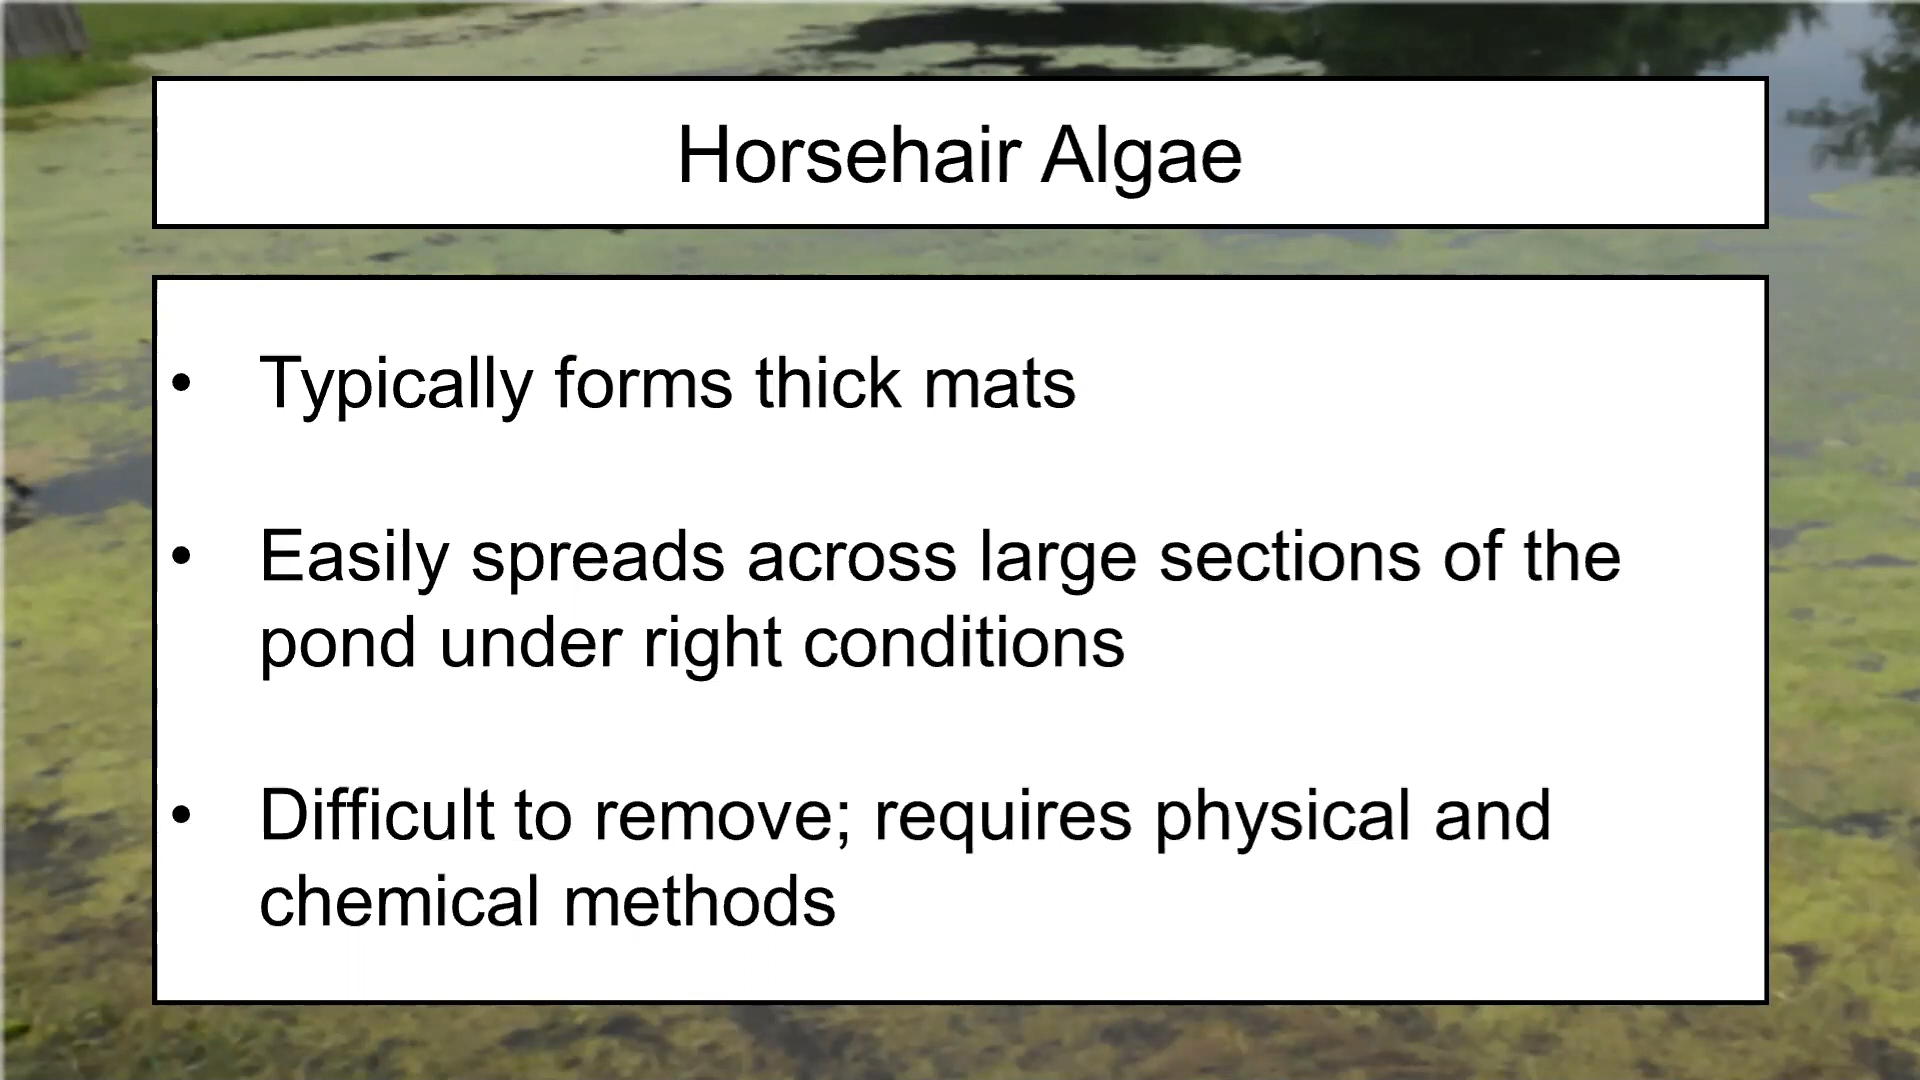 Horsehair Algae
• Typically forms thick mats
• Easily spreads across large sections of the
pond under right conditions
• Difficult to remove; requires physical and
chemical methods